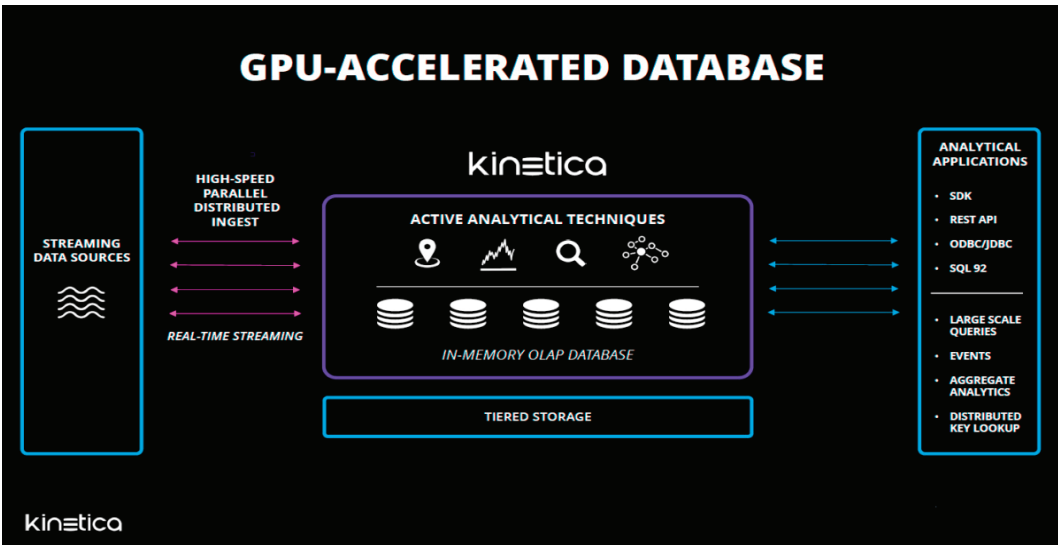 GPU-ACCELERATED DATABASE
STREAMING
DATA SOURCES
HIGH-SPEED
PARALLEL
DISTRIBUTED
INGEST
REAL-TIME STREAMING
kinetica
ACTIVE ANALYTICAL TECHNIQUES
IN-MEMORY OLAP DATABASE
TIERED STORAGE
ANALYTICAL
APPLICATIONS
• SDK
• REST API
• ODBC/JDBC
• SQL 92
• LARGE SCALE
QUERIES
• EVENTS
• AGGREGATE
ANALYTICS
• DISTRIBUTED
KEY LOOKUP
kinetica